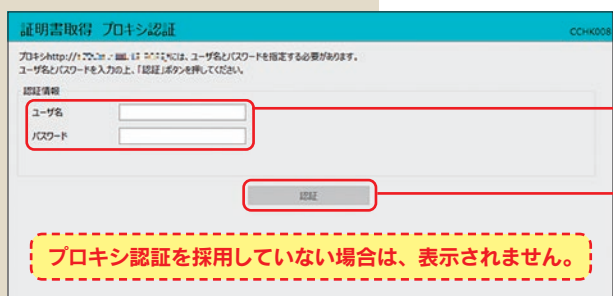 証明書取得 プロキシ認証
CCHK008
プロキシhttp://には、ユーザ名とパスワードを指定する必要があります。
ユーザ名とパスワードを入力の上、「認証」ボタンを押してください。
認証情報
ユーザ名
パスワード
認証
プロキシ認証を採用していない場合は、表示されません。